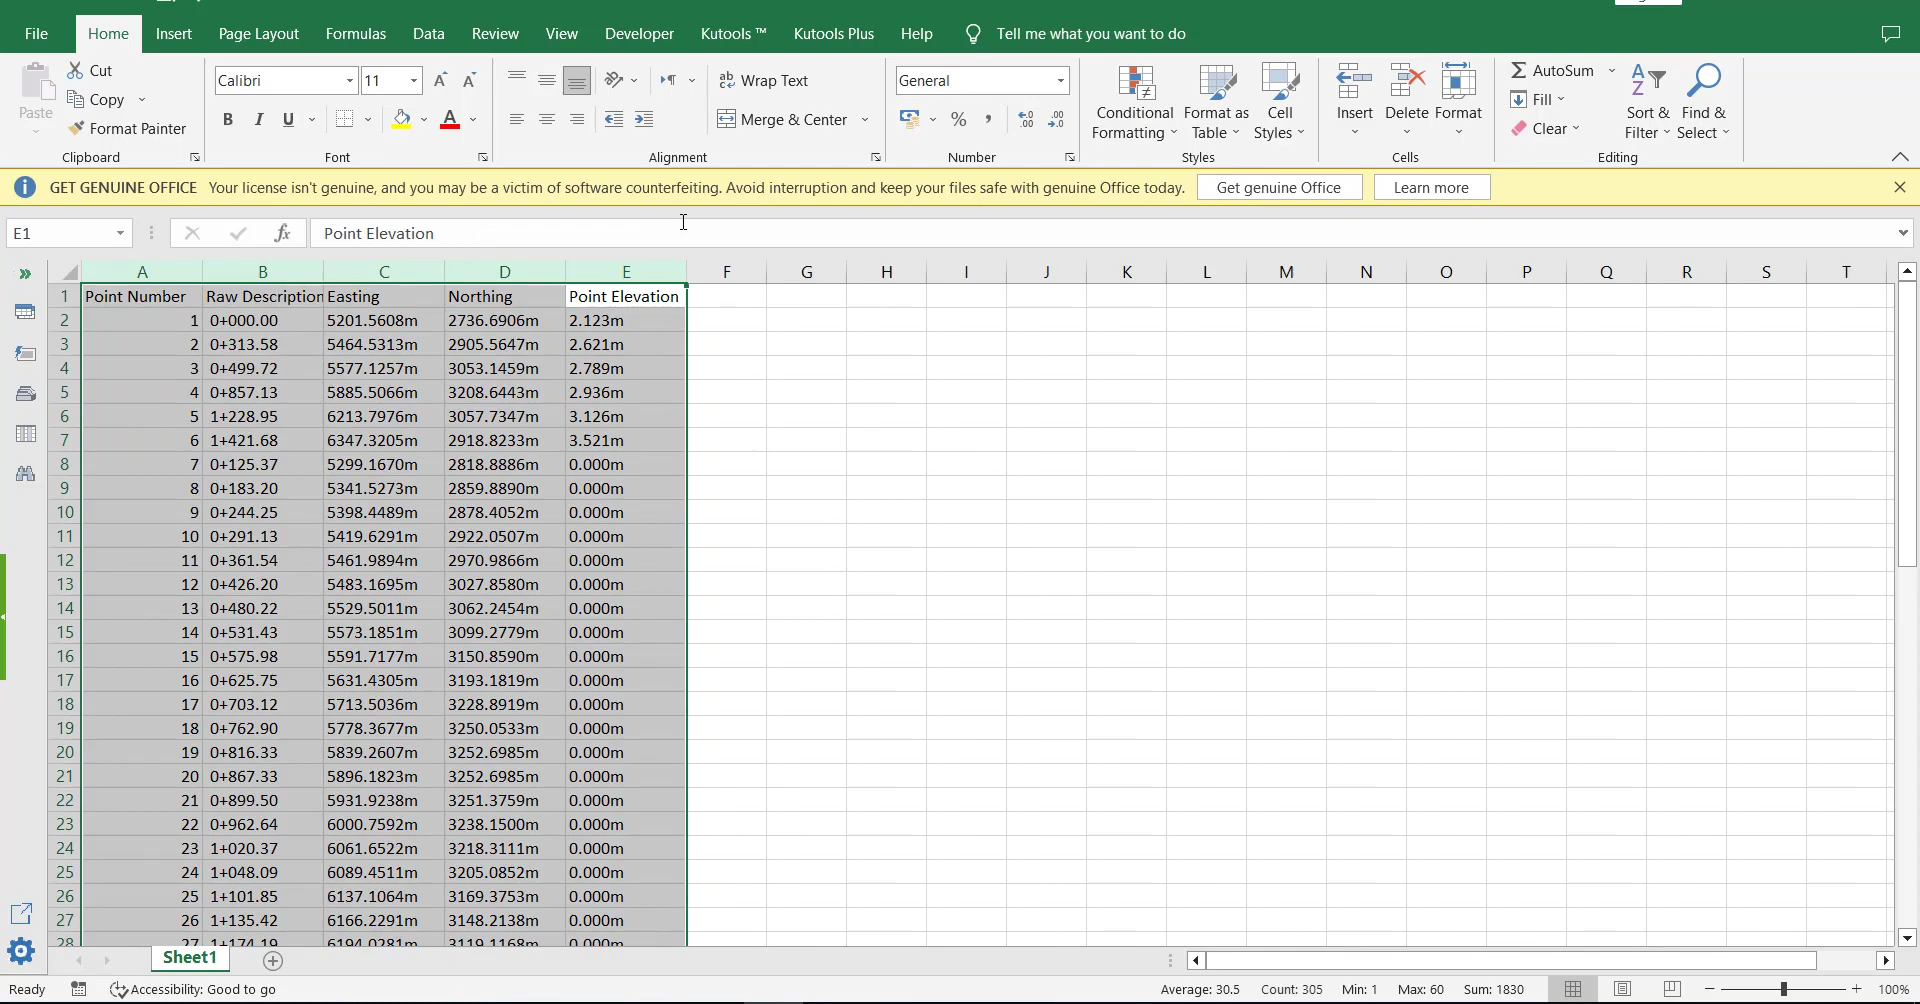 File Home Insert Page Layout Formulas Data Review View Developer Kutools ™ Kutools Plus Help Tell me what you want to do
Paste Cut Copy Format Painter Clipboard
Calibri 11 B I U A Font
Wrap Text Merge & Center Alignment
General % , Number
Conditional Formatting Format as Table Cell Styles Styles
Insert Delete Format Cells
AutoSum Fill Clear Sort & Filter Find & Select Editing
GET GENUINE OFFICE Your license isn't genuine, and you may be a victim of software counterfeiting. Avoid interruption and keep your files safe with genuine Office today. Get genuine Office Learn more
E1 fx Point Elevation
A B C D E F G H I J K L M N O P Q R S T
1 Point Number Raw Description Easting Northing Point Elevation
2 1 0+000.00 5201.5608m 2736.6906m 2.123m
3 2 0+313.58 5464.5313m 2905.5647m 2.621m
4 3 0+499.72 5577.1257m 3053.1459m 2.789m
5 4 0+857.13 5885.5066m 3208.6443m 2.936m
6 5 1+228.95 6213.7976m 3057.7347m 3.126m
7 6 1+421.68 6347.3205m 2918.8233m 3.521m
8 7 0+125.37 5299.1670m 2818.8886m 0.000m
9 8 0+183.20 5341.5273m 2859.8890m 0.000m
10 9 0+244.25 5398.4489m 2878.4052m 0.000m
11 10 0+291.13 5419.6291m 2922.0507m 0.000m
12 11 0+361.54 5461.9894m 2970.9866m 0.000m
13 12 0+426.20 5483.1695m 3027.8580m 0.000m
14 13 0+480.22 5529.5011m 3062.2454m 0.000m
15 14 0+531.43 5573.1851m 3099.2779m 0.000m
16 15 0+575.98 5591.7177m 3150.8590m 0.000m
17 16 0+625.75 5631.4305m 3193.1819m 0.000m
18 17 0+703.12 5713.5036m 3228.8919m 0.000m
19 18 0+762.90 5778.3677m 3250.0533m 0.000m
20 19 0+816.33 5839.2607m 3252.6985m 0.000m
21 20 0+867.33 5896.1823m 3252.6985m 0.000m
22 21 0+899.50 5931.9238m 3251.3759m 0.000m
23 22 0+962.64 6000.7592m 3238.1500m 0.000m
24 23 1+020.37 6061.6522m 3218.3111m 0.000m
25 24 1+048.09 6089.4511m 3205.0852m 0.000m
26 25 1+101.85 6137.1064m 3169.3753m 0.000m
27 26 1+135.42 6166.2291m 3148.2138m 0.000m
28 27 1+174.19 6194.0281m 3119.1168m 0.000m
Sheet1
Ready Accessibility: Good to go Average: 30.5 Count: 305 Min: 1 Max: 60 Sum: 1830 100%